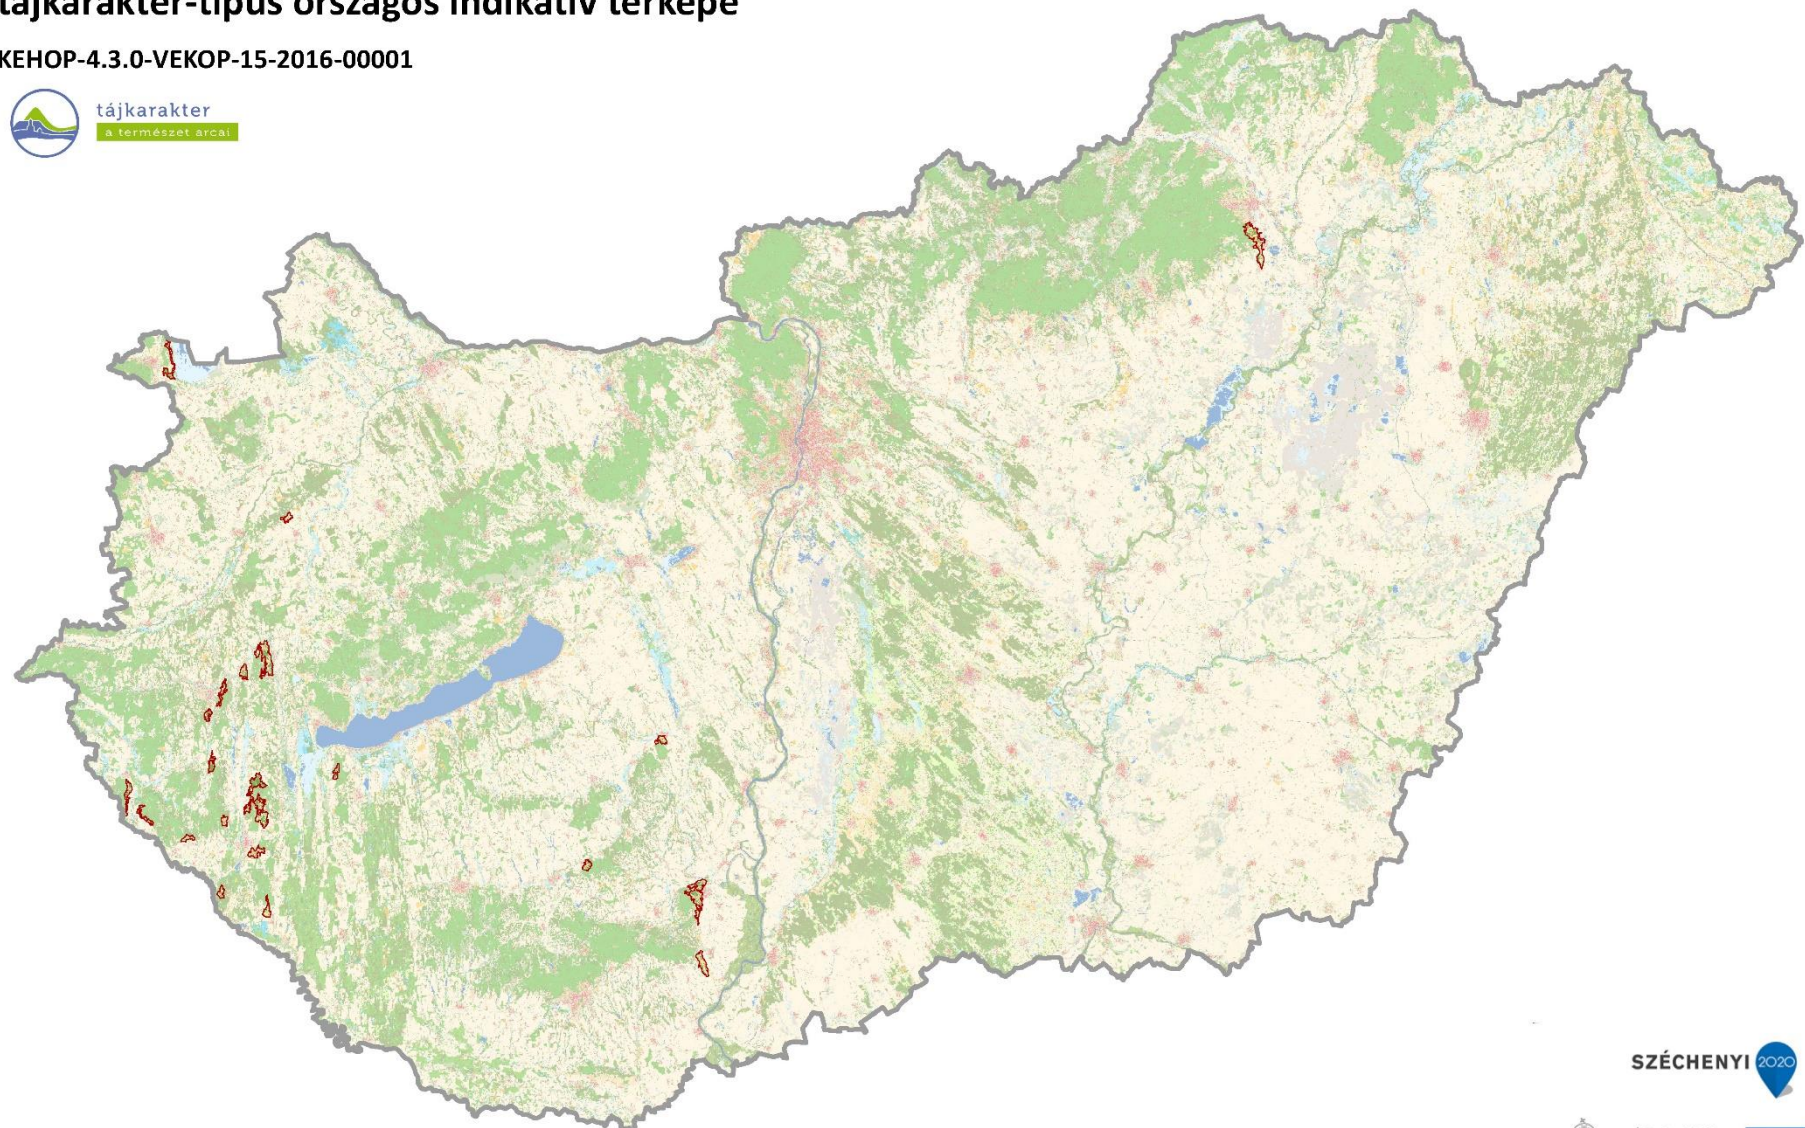 tájkarakter-típus országos indikatív térképe
KEHOP-4.3.0-VEKOP-15-2016-00001
tájkarakter
a természet arcai
SZÉCHENYI 2020